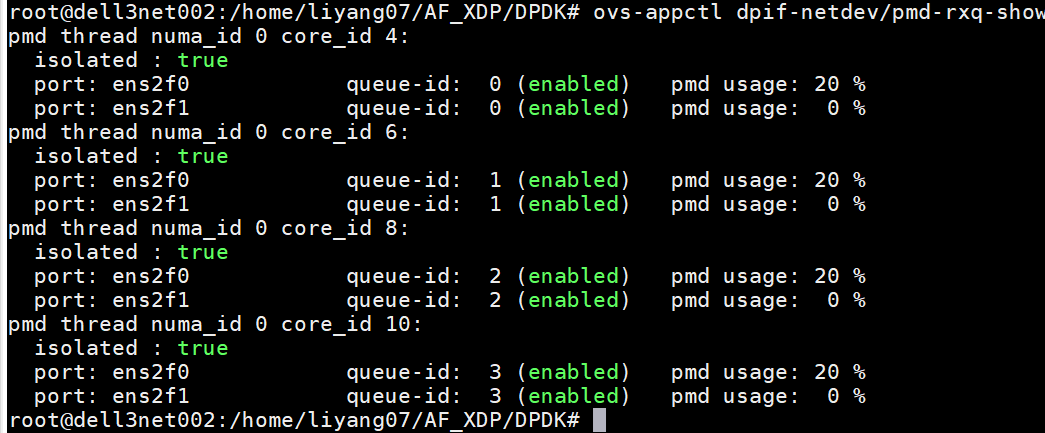 root@dell3net002:/home/liyang07/AF_XDP/DPDK# ovs-appctl dpif-netdev/pmd-rxq-show
pmd thread numa_id 0 core_id 4:
  isolated : true
  port: ens2f0            queue-id:  0 (enabled)   pmd usage: 20 %
  port: ens2f1            queue-id:  0 (enabled)   pmd usage:  0 %
pmd thread numa_id 0 core_id 6:
  isolated : true
  port: ens2f0            queue-id:  1 (enabled)   pmd usage: 20 %
  port: ens2f1            queue-id:  1 (enabled)   pmd usage:  0 %
pmd thread numa_id 0 core_id 8:
  isolated : true
  port: ens2f0            queue-id:  2 (enabled)   pmd usage: 20 %
  port: ens2f1            queue-id:  2 (enabled)   pmd usage:  0 %
pmd thread numa_id 0 core_id 10:
  isolated : true
  port: ens2f0            queue-id:  3 (enabled)   pmd usage: 20 %
  port: ens2f1            queue-id:  3 (enabled)   pmd usage:  0 %
root@dell3net002:/home/liyang07/AF_XDP/DPDK#